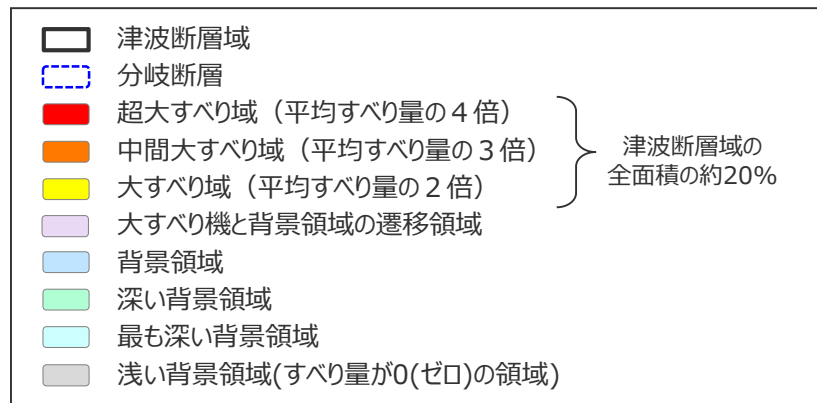 津波断層域
分岐断層
超大すべり域（平均すべり量の４倍）
中間大すべり域（平均すべり量の３倍）
大すべり域（平均すべり量の２倍）
津波断層域の
全面積の約20%
大すべり機と背景領域の遷移領域
背景領域
深い背景領域
最も深い背景領域
浅い背景領域(すべり量が0(ゼロ)の領域)